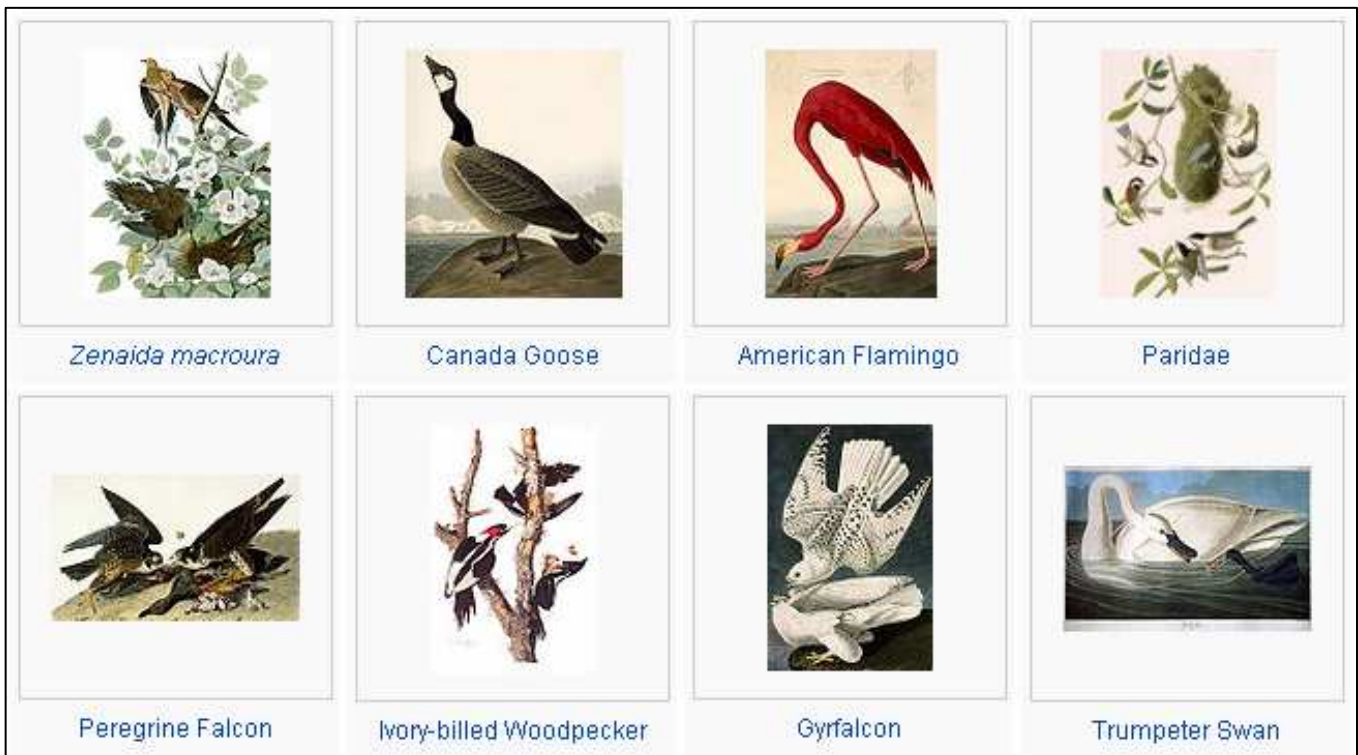 Zenaida macroura
Canada Goose
American Flamingo
Paridae
Peregrine Falcon
Ivory-billed Woodpecker
Gyrfalcon
Trumpeter Swan